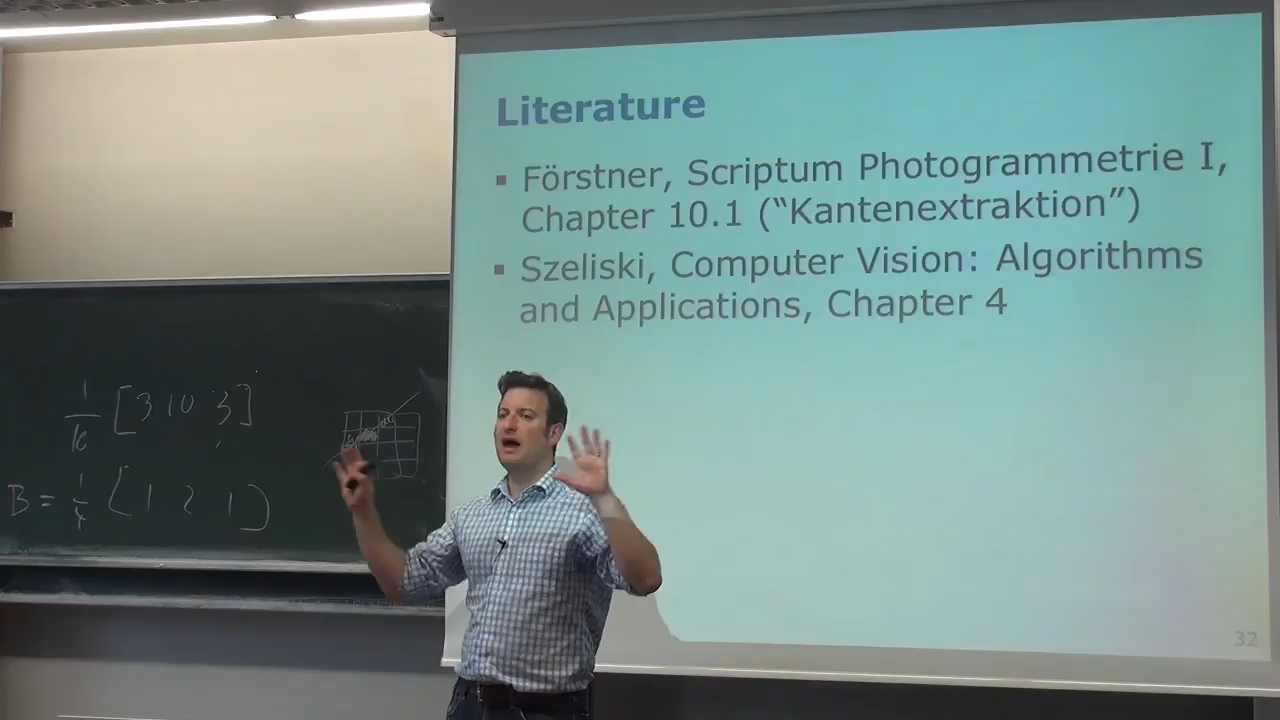 Literature
▪ Förstner, Scriptum Photogrammetrie I,
Chapter 10.1 (“Kantenextraktion”)
▪ Szeliski, Computer Vision: Algorithms
and Applications, Chapter 4
32
1/16 [3 10 3]
B = 1/4 (1 2 1)